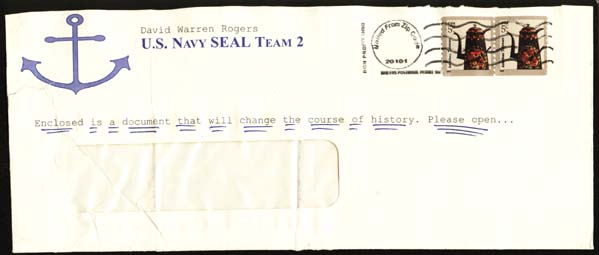 David Warren Rogers
U.S. NAVY SEAL TEAM 2
Mailed From Zip Code
20101
Enclosed is a document that will change the course of history. Please open...